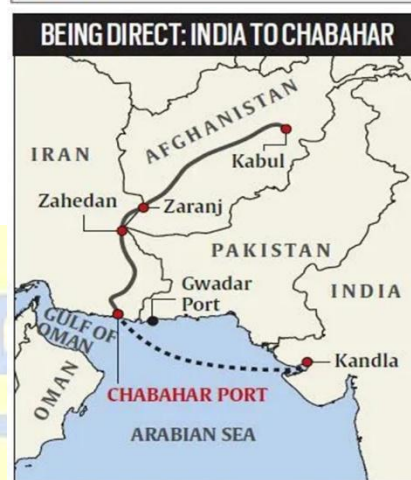 BEING DIRECT: INDIA TO CHABAHAR
AFGHANISTAN
IRAN
Kabul
Zahedan
Zaranj
PAKISTAN
Gwadar
Port
INDIA
GULF OF
OMAN
Kandla
OMAN
CHABAHAR PORT
ARABIAN SEA